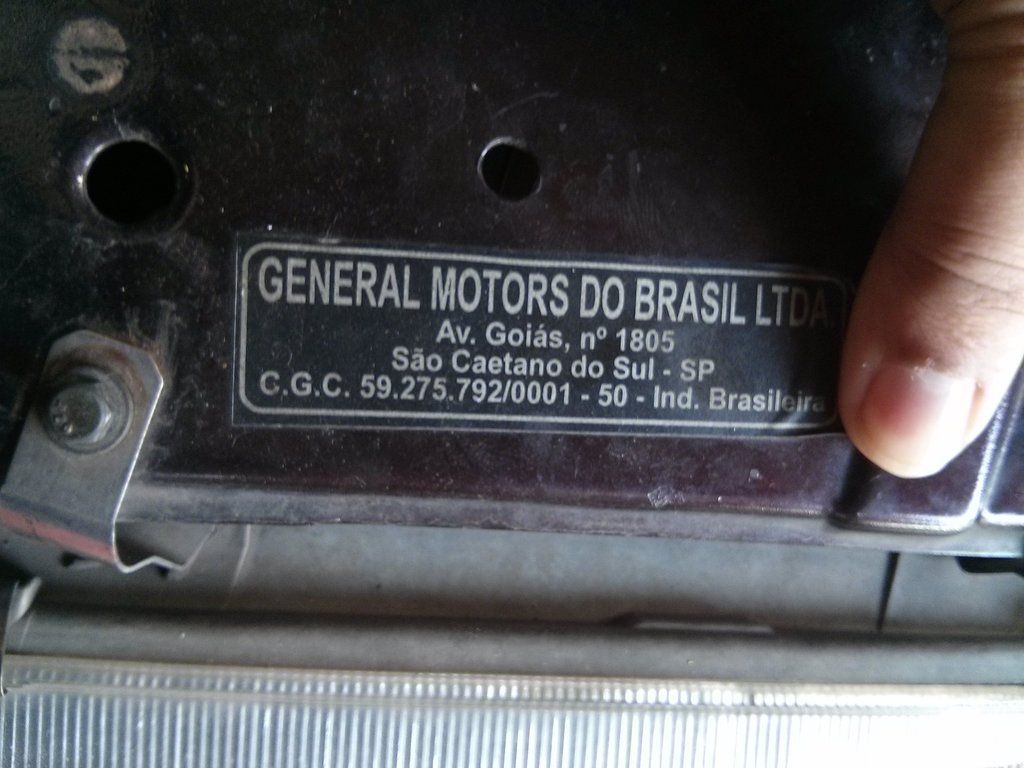 GENERAL MOTORS DO BRASIL LTDA.
Av. Goiás, nº 1805
São Caetano do Sul - SP
C.G.C. 59.275.792/0001 - 50 - Ind. Brasileira